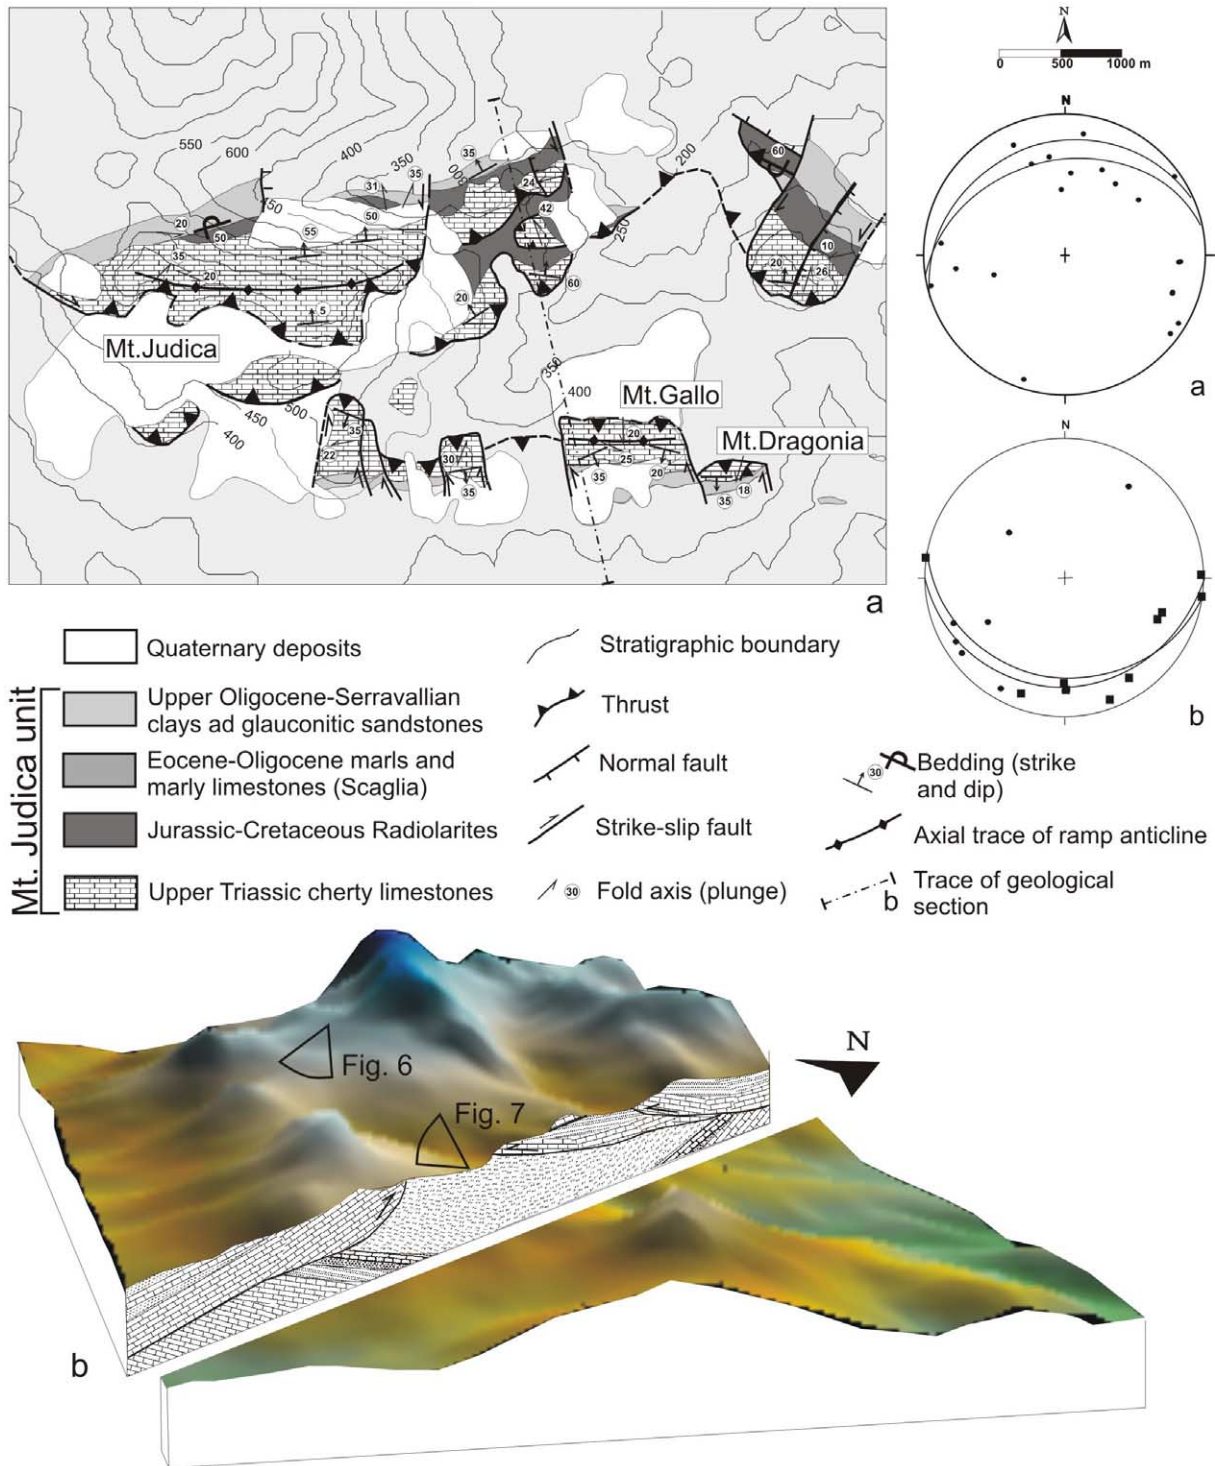 N
0 500 1000 m
550
600
400
350
300
450
35
35
31
50
55
20
50
35
20
5
24
42
20
60
200
250
60
10
20
26
350
400
Mt.Judica
Mt.Gallo
Mt.Dragonia
500
450
400
35
22
30
35
20
25
20
35
18
35
a
N
a
N
b
Quaternary deposits
Mt. Judica unit
Upper Oligocene-Serravallian
clays ad glauconitic sandstones
Eocene-Oligocene marls and
marly limestones (Scaglia)
Jurassic-Cretaceous Radiolarites
Upper Triassic cherty limestones
Stratigraphic boundary
Thrust
Normal fault
Strike-slip fault
30 Fold axis (plunge)
30 Bedding (strike
and dip)
Axial trace of ramp anticline
b Trace of geological
section
Fig. 6
Fig. 7
N
b